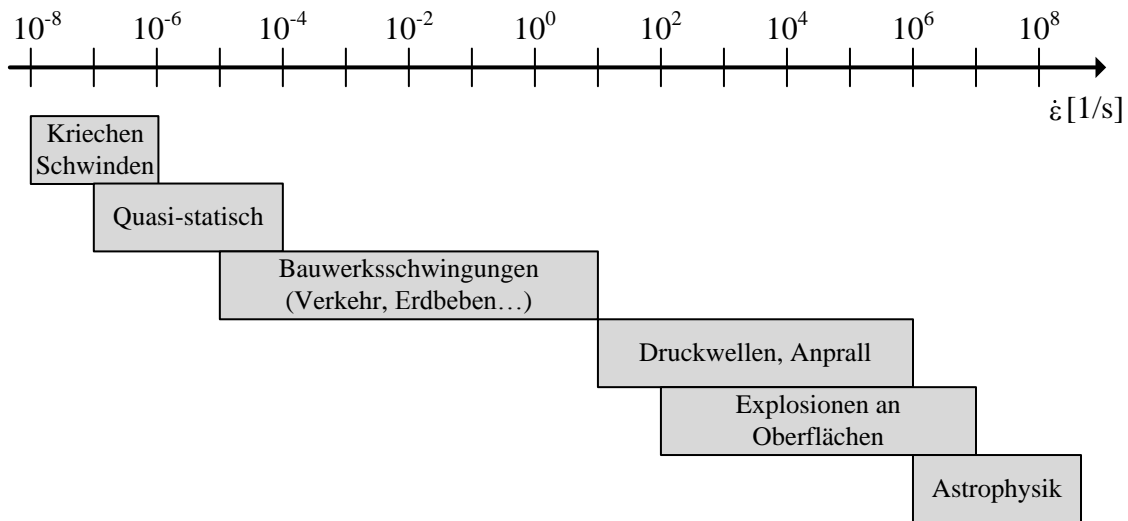 10⁻⁸ 10⁻⁶ 10⁻⁴ 10⁻² 10⁰ 10² 10⁴ 10⁶ 10⁸
ε̇ [1/s]
Kriechen
Schwinden
Quasi-statisch
Bauwerksschwingungen
(Verkehr, Erdbeben…)
Druckwellen, Anprall
Explosionen an
Oberflächen
Astrophysik